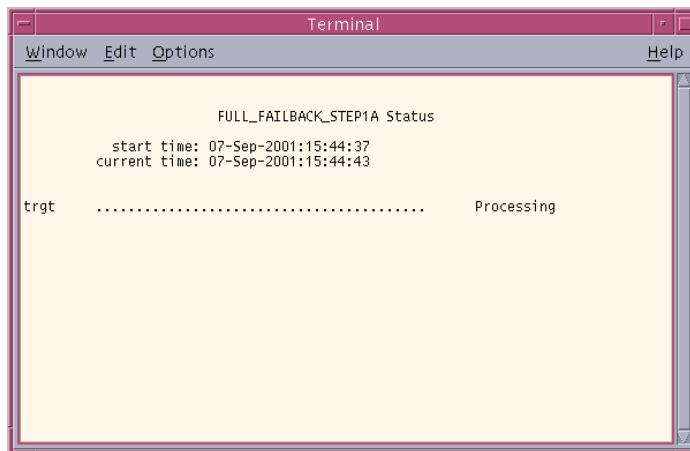 Terminal
Window Edit Options Help
FULL_FAILBACK_STEP1A Status
start time: 07-Sep-2001:15:44:37
current time: 07-Sep-2001:15:44:43
trgt ......................................... Processing